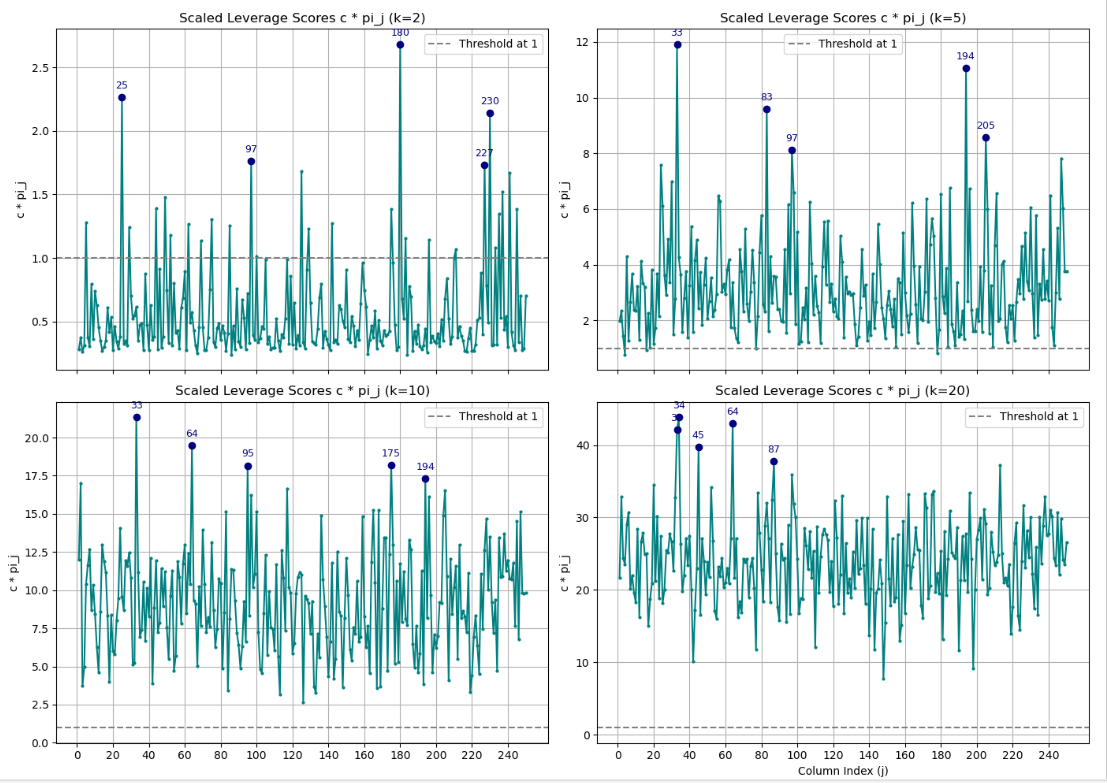 Scaled Leverage Scores c * pi_j (k=2)
180
Threshold at 1
25
230
97
227
2.5
2.0
1.5
1.0
0.5
c * pi_j
Scaled Leverage Scores c * pi_j (k=5)
33
Threshold at 1
194
83
205
97
12
10
8
6
4
2
c * pi_j
Scaled Leverage Scores c * pi_j (k=10)
33
Threshold at 1
64
95
175
194
20.0
17.5
15.0
12.5
10.0
7.5
5.0
2.5
0.0
c * pi_j
0 20 40 60 80 100 120 140 160 180 200 220 240
Scaled Leverage Scores c * pi_j (k=20)
34
Threshold at 1
64
45
87
40
30
20
10
0
c * pi_j
0 20 40 60 80 100 120 140 160 180 200 220 240
Column Index (j)